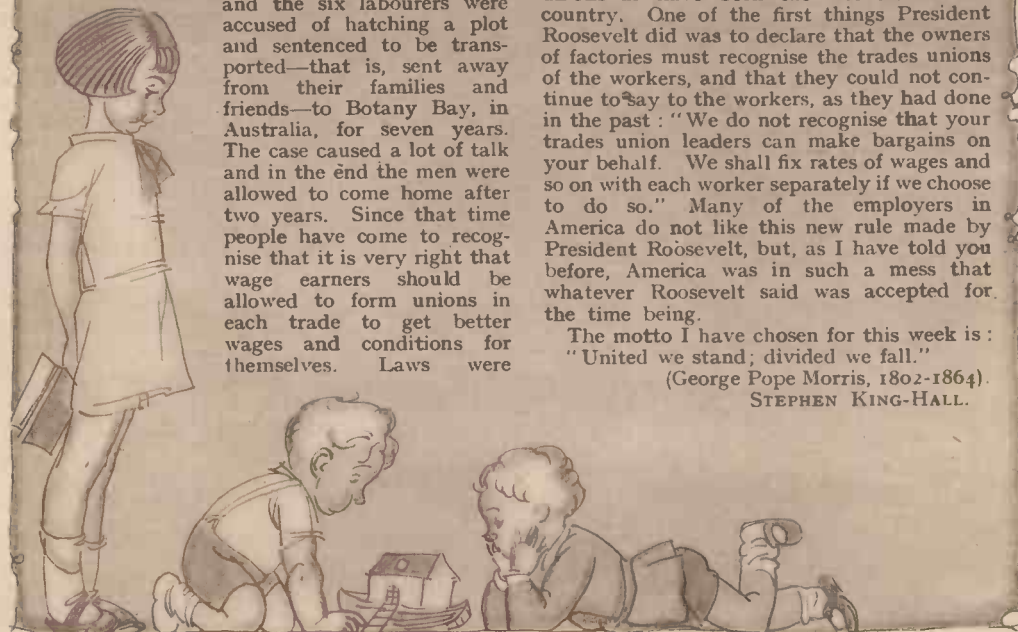 and the six labourers were
accused of hatching a plot
and sentenced to be trans-
ported—that is, sent away
from their families and
friends—to Botany Bay, in
Australia, for seven years.
The case caused a lot of talk
and in the end the men were
allowed to come home after
two years. Since that time
people have come to recog-
nise that it is very right that
wage earners should be
allowed to form unions in
each trade to get better
wages and conditions for
themselves. Laws were
country. One of the first things President
Roosevelt did was to declare that the owners
of factories must recognise the trades unions
of the workers, and that they could not con-
tinue to say to the workers, as they had done
in the past : "We do not recognise that your
trades union leaders can make bargains on
your behalf. We shall fix rates of wages and
so on with each worker separately if we choose
to do so." Many of the employers in
America do not like this new rule made by
President Roosevelt, but, as I have told you
before, America was in such a mess that
whatever Roosevelt said was accepted for
the time being.
The motto I have chosen for this week is :
"United we stand; divided we fall."
(George Pope Morris, 1802-1864).
STEPHEN KING-HALL.